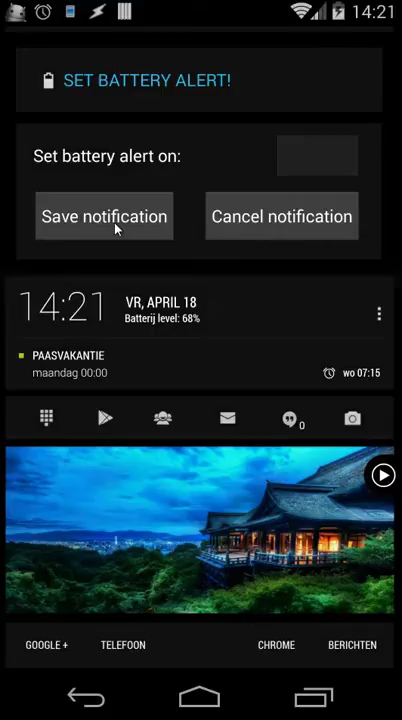 14:21
SET BATTERY ALERT!
Set battery alert on:
Save notification
Cancel notification
14:21
VR, APRIL 18
Batterij level: 68%
PAASVAKANTIE
maandag 00:00
wo 07:15
0
GOOGLE +
TELEFOON
CHROME
BERICHTEN